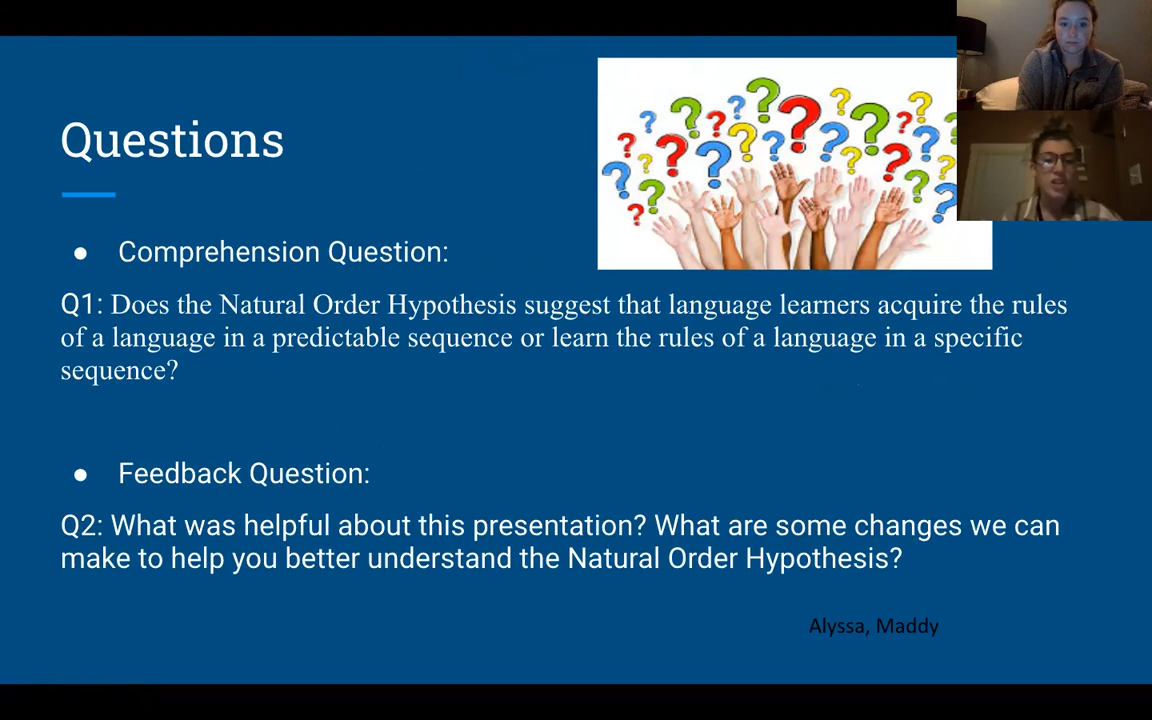 Questions
● Comprehension Question:
Q1: Does the Natural Order Hypothesis suggest that language learners acquire the rules
of a language in a predictable sequence or learn the rules of a language in a specific
sequence?
● Feedback Question:
Q2: What was helpful about this presentation? What are some changes we can
make to help you better understand the Natural Order Hypothesis?
Alyssa, Maddy